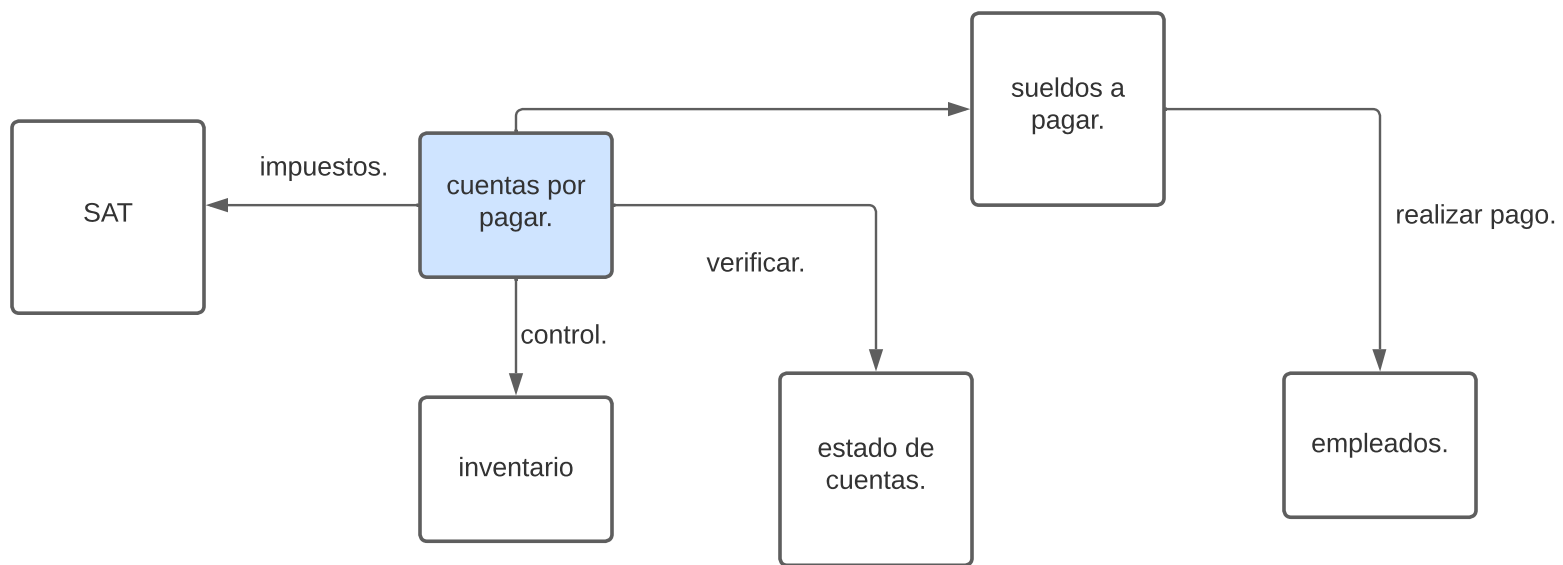 sueldos a
pagar.
impuestos.
cuentas por
pagar.
SAT
realizar pago.
verificar.
control.
estado de
cuentas.
empleados.
inventario